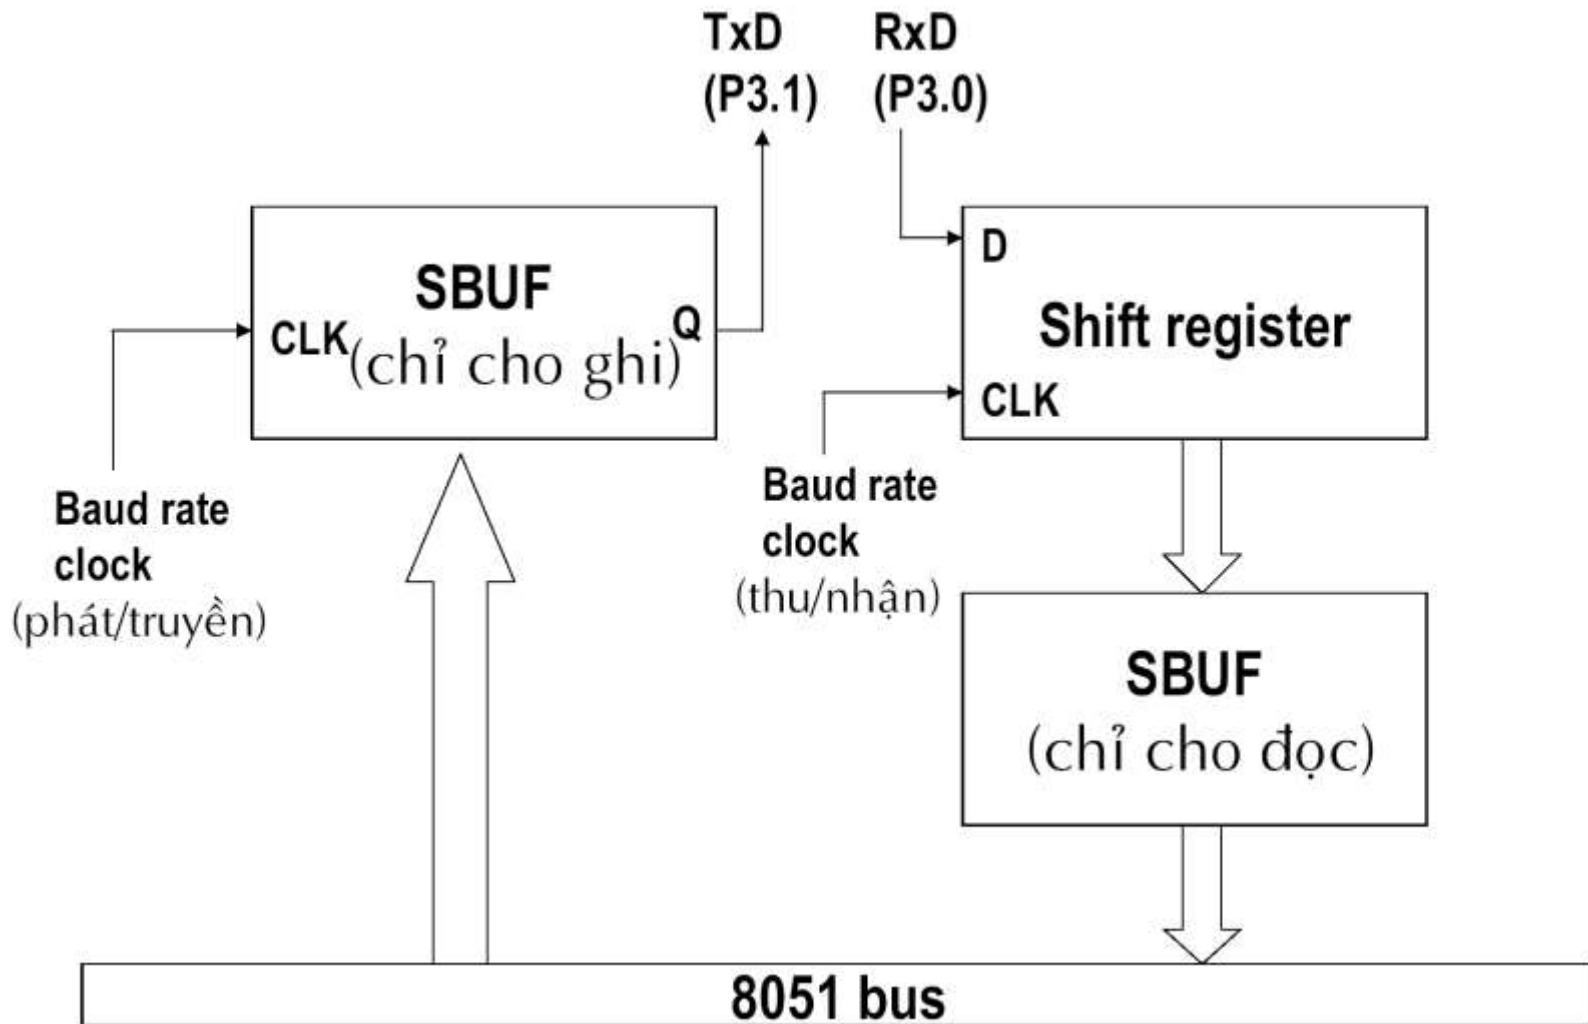 TxD
(P3.1)
RxD
(P3.0)
SBUF
CLK
(chỉ cho ghi)
Q
D
Shift register
CLK
Baud rate
clock
(phát/truyền)
Baud rate
clock
(thu/nhận)
SBUF
(chỉ cho đọc)
8051 bus